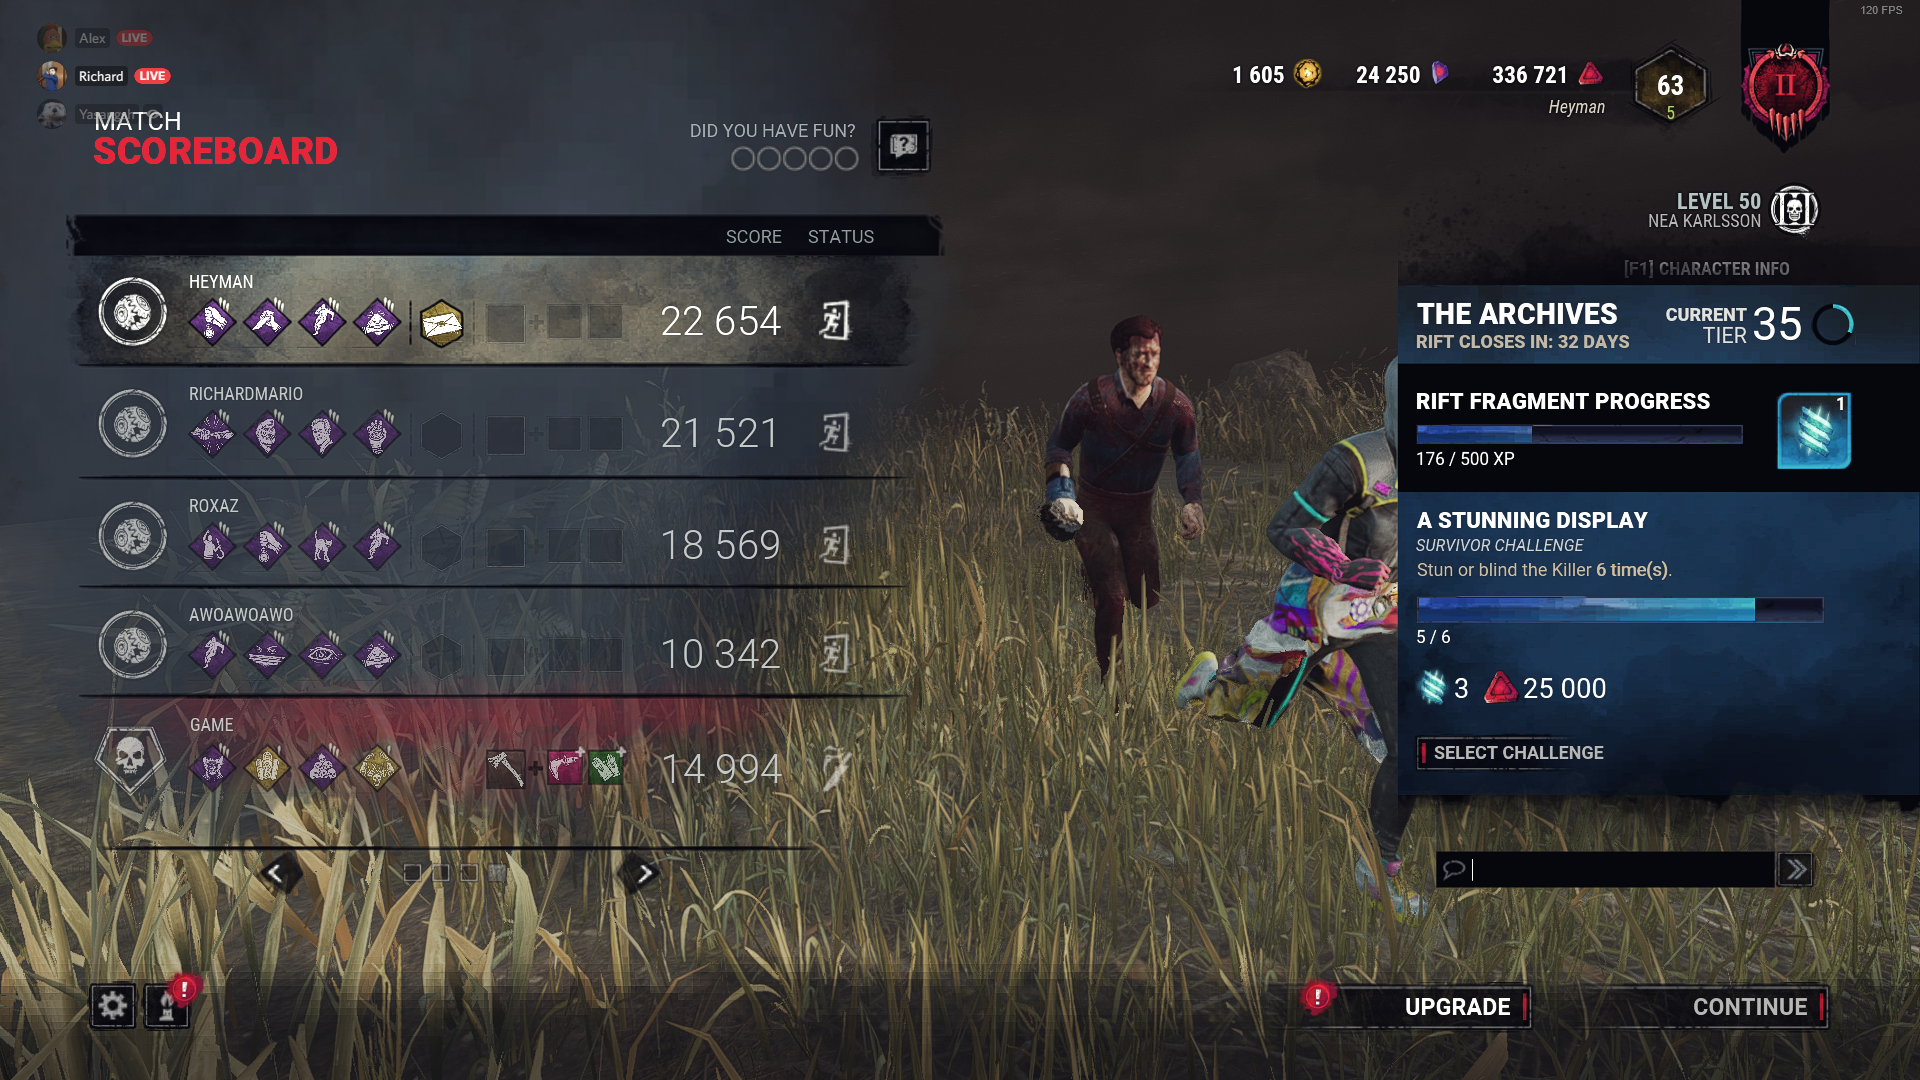 120 FPS
Alex LIVE
Richard LIVE
MATCH
SCOREBOARD
DID YOU HAVE FUN?
1 605
24 250
336 721
Heyman
63
5
II
LEVEL 50
NEA KARLSSON
III
[F1] CHARACTER INFO
SCORE STATUS
HEYMAN
22 654
RICHARDMARIO
21 521
ROXAZ
18 569
AWOAWOAWO
10 342
GAME
14 994
THE ARCHIVES
RIFT CLOSES IN: 32 DAYS
CURRENT
TIER 35
RIFT FRAGMENT PROGRESS
1
176 / 500 XP
A STUNNING DISPLAY
SURVIVOR CHALLENGE
Stun or blind the Killer 6 time(s).
5 / 6
3 25 000
SELECT CHALLENGE
UPGRADE
CONTINUE